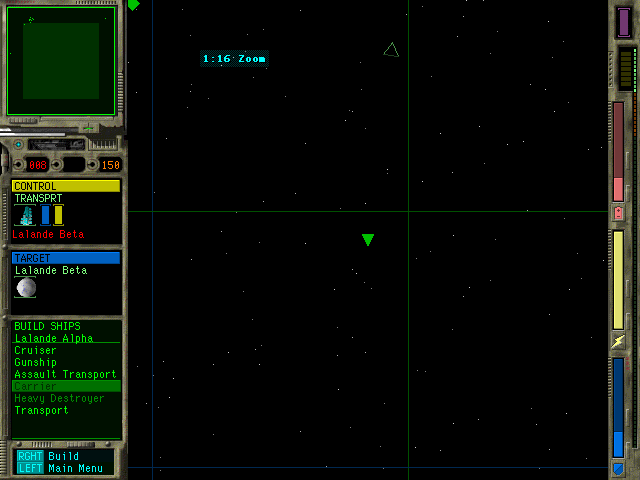 1:16 Zoom
003 150
CONTROL
TRANSPRT
Lalande Beta
TARGET
Lalande Beta
BUILD SHIPS
Lalande Alpha
Cruiser
Gunship
Assault Transport
Carrier
Heavy Destroyer
Transport
RGHT Build
LEFT Main Menu